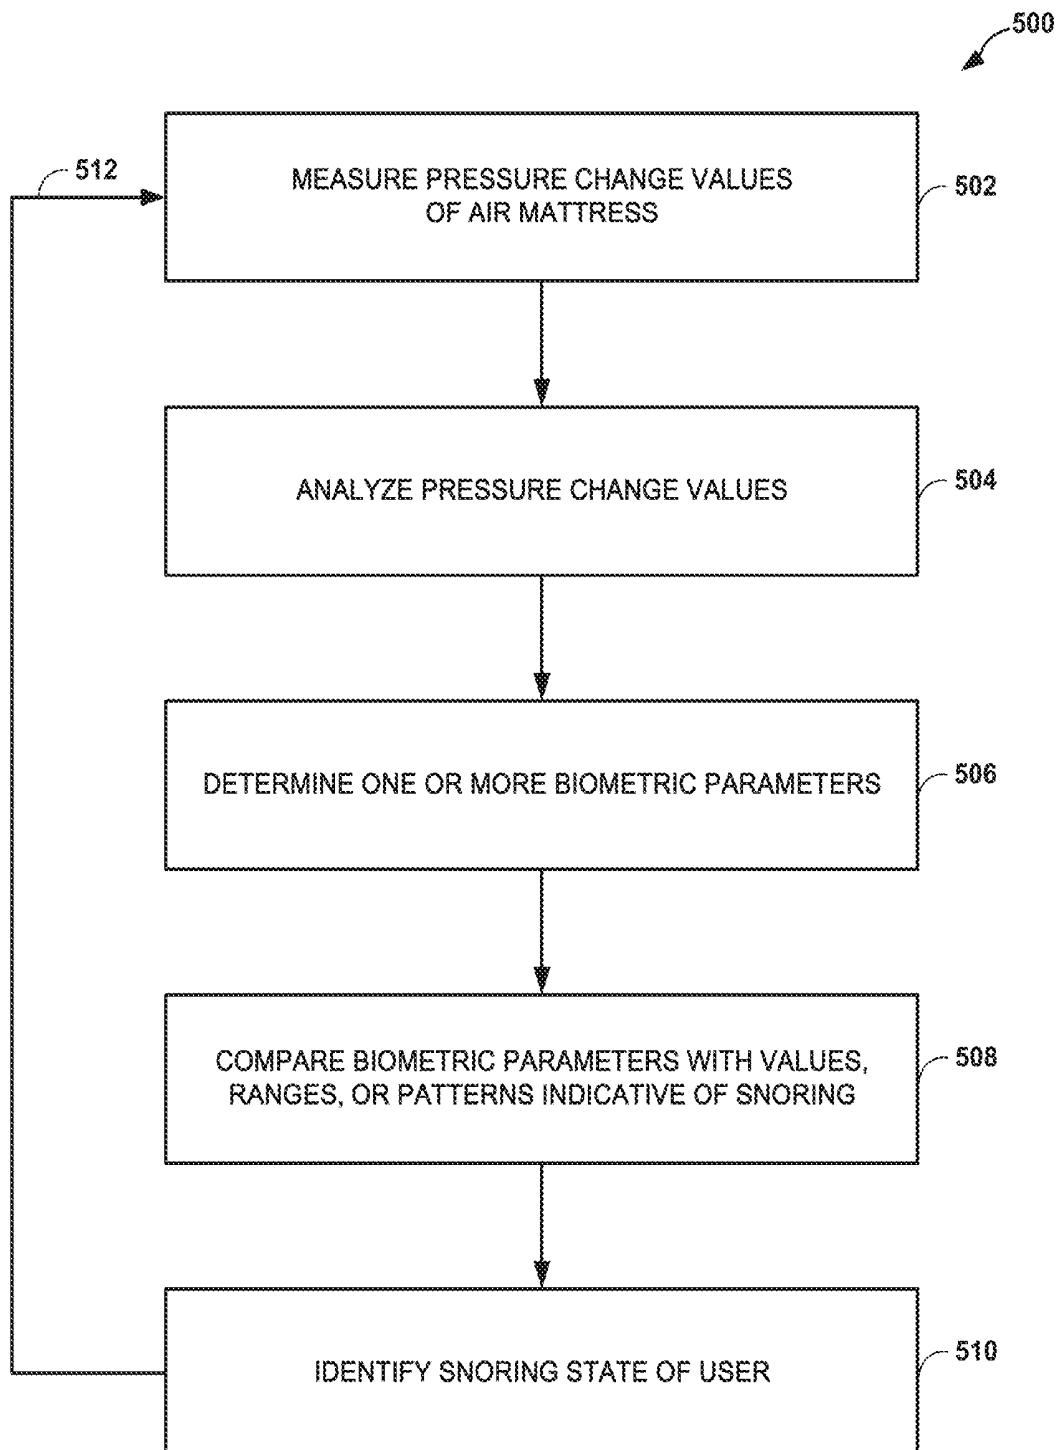 500
512
MEASURE PRESSURE CHANGE VALUES
OF AIR MATTRESS
502
ANALYZE PRESSURE CHANGE VALUES
504
DETERMINE ONE OR MORE BIOMETRIC PARAMETERS
506
COMPARE BIOMETRIC PARAMETERS WITH VALUES,
RANGES, OR PATTERNS INDICATIVE OF SNORING
508
IDENTIFY SNORING STATE OF USER
510